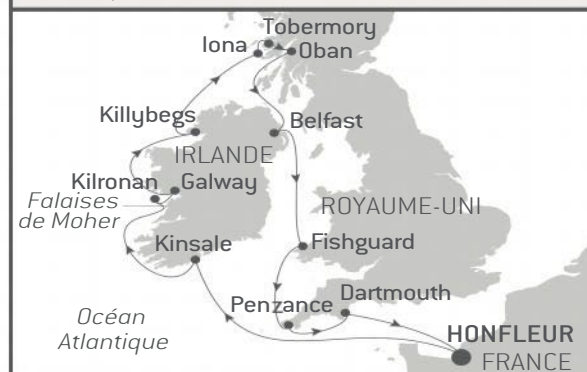 Tobermory
Iona
Oban
Killybegs
Belfast
IRLANDE
Kilronan
Galway
Falaises
de Moher
ROYAUME-UNI
Kinsale
Fishguard
Penzance
Dartmouth
Océan
Atlantique
HONFLEUR
FRANCE